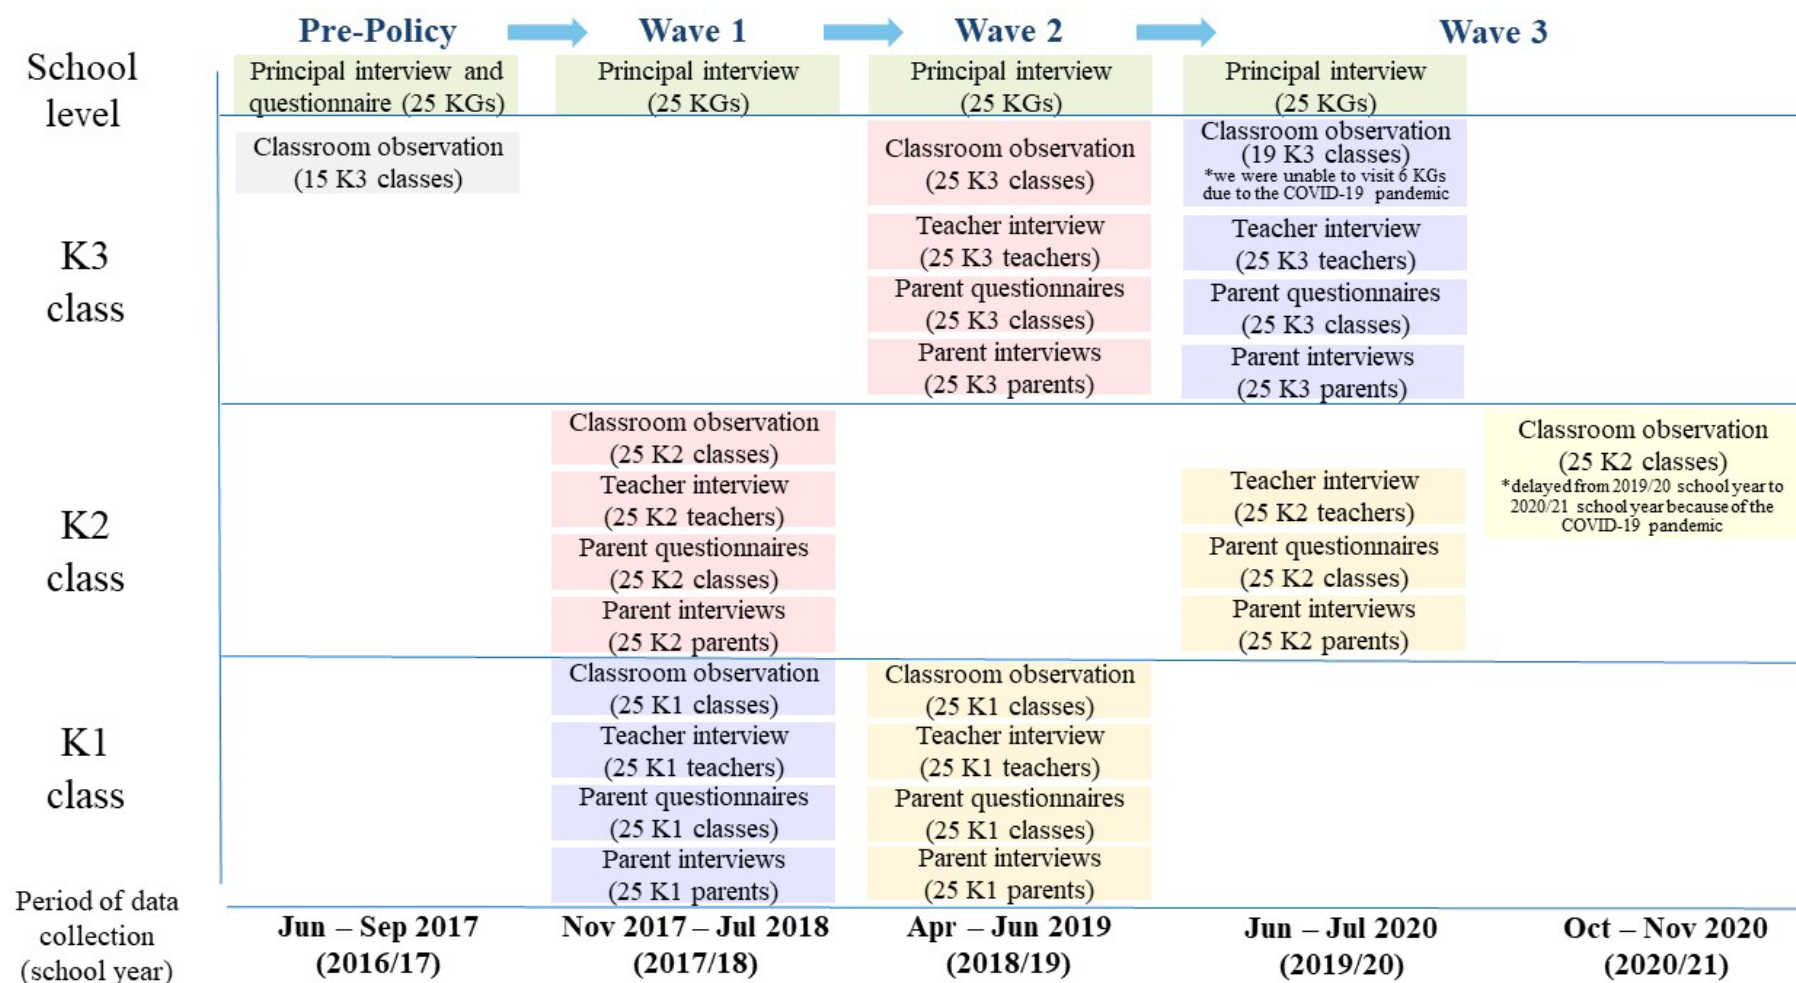 Pre-Policy
Wave 1
Wave 2
Wave 3
School
level
Principal interview and
questionnaire (25 KGs)
Principal interview
(25 KGs)
Principal interview
(25 KGs)
Principal interview
(25 KGs)
K3
class
Classroom observation
(15 K3 classes)
Classroom observation
(25 K3 classes)
Teacher interview
(25 K3 teachers)
Parent questionnaires
(25 K3 classes)
Parent interviews
(25 K3 parents)
Classroom observation
(19 K3 classes)
*we were unable to visit 6 KGs
due to the COVID-19 pandemic
Teacher interview
(25 K3 teachers)
Parent questionnaires
(25 K3 classes)
Parent interviews
(25 K3 parents)
K2
class
Classroom observation
(25 K2 classes)
Teacher interview
(25 K2 teachers)
Parent questionnaires
(25 K2 classes)
Parent interviews
(25 K2 parents)
Teacher interview
(25 K2 teachers)
Parent questionnaires
(25 K2 classes)
Parent interviews
(25 K2 parents)
Classroom observation
(25 K2 classes)
*delayed from 2019/20 school year to
2020/21 school year because of the
COVID-19 pandemic
K1
class
Classroom observation
(25 K1 classes)
Teacher interview
(25 K1 teachers)
Parent questionnaires
(25 K1 classes)
Parent interviews
(25 K1 parents)
Classroom observation
(25 K1 classes)
Teacher interview
(25 K1 teachers)
Parent questionnaires
(25 K1 classes)
Parent interviews
(25 K1 parents)
Period of data
collection
(school year)
Jun – Sep 2017
(2016/17)
Nov 2017 – Jul 2018
(2017/18)
Apr – Jun 2019
(2018/19)
Jun – Jul 2020
(2019/20)
Oct – Nov 2020
(2020/21)